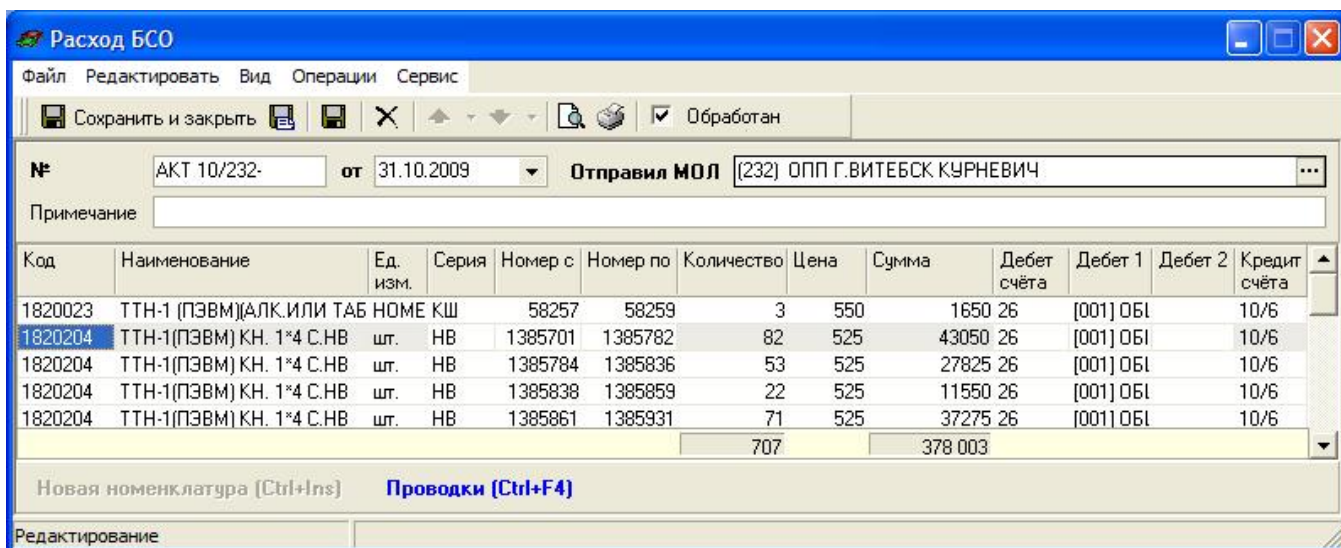 Расход БСО
Файл Редактировать Вид Операции Сервис
Сохранить и закрыть Обработан
№ АКТ 10/232- от 31.10.2009 Отправил МОЛ (232) ОПП Г.ВИТЕБСК КУРНЕВИЧ ...
Примечание
Код Наименование Ед. изм. Серия Номер с Номер по Количество Цена Сумма Дебет счёта Дебет 1 Дебет 2 Кредит счёта
1820023 ТТН-1 (ПЭВМ)(АЛК.ИЛИ ТАБ НОМЕ КШ 58257 58259 3 550 1650 26 [001] ОБЩ 10/6
1820204 ТТН-1(ПЭВМ) КН. 1*4 С.НВ шт. НВ 1385701 1385782 82 525 43050 26 [001] ОБЩ 10/6
1820204 ТТН-1(ПЭВМ) КН. 1*4 С.НВ шт. НВ 1385784 1385836 53 525 27825 26 [001] ОБЩ 10/6
1820204 ТТН-1(ПЭВМ) КН. 1*4 С.НВ шт. НВ 1385838 1385859 22 525 11550 26 [001] ОБЩ 10/6
1820204 ТТН-1(ПЭВМ) КН. 1*4 С.НВ шт. НВ 1385861 1385931 71 525 37275 26 [001] ОБЩ 10/6
707 378 003
Новая номенклатура (Ctrl+Ins) Проводки (Ctrl+F4)
Редактирование